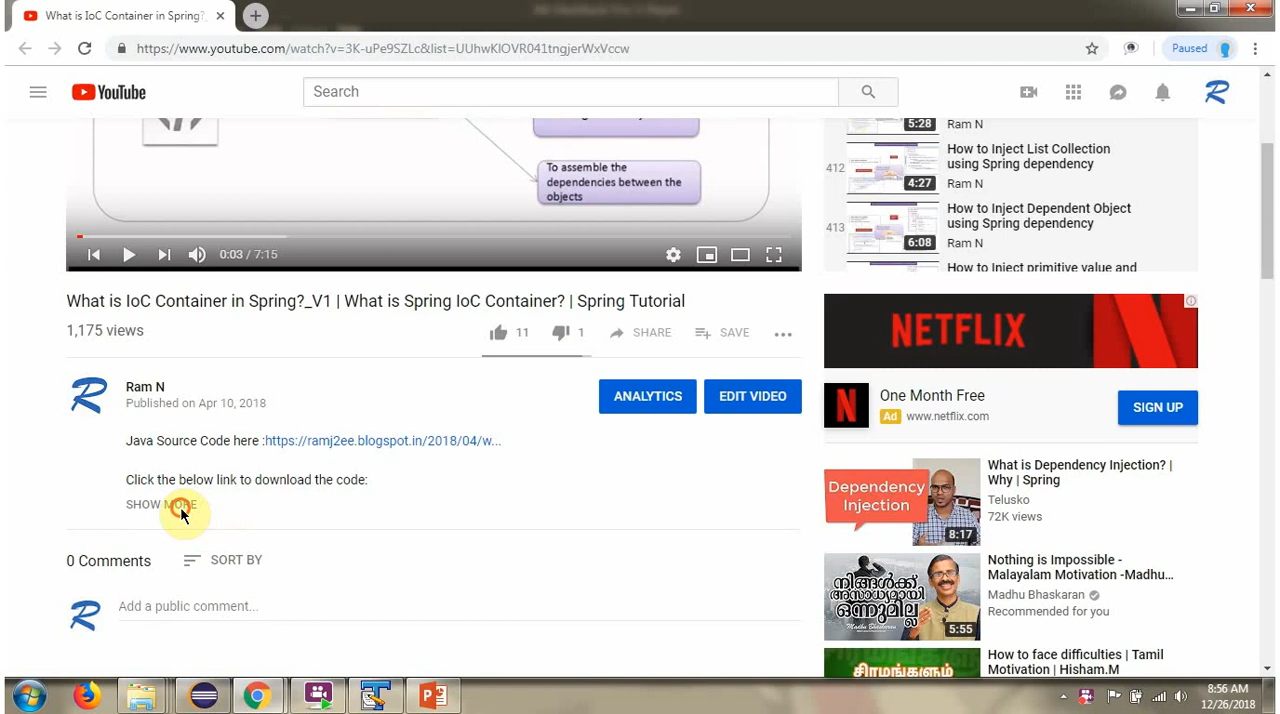 What is IoC Container in Spring?_
https://www.youtube.com/watch?v=3K-uPe9SZLc&list=UUhwKlOVR041tngjerWxVccw
Paused
YouTube
Search
To assemble the
dependencies between the
objects
0:03 / 7:15
What is IoC Container in Spring?_V1 | What is Spring IoC Container? | Spring Tutorial
1,175 views
11
1
SHARE
SAVE
Ram N
Published on Apr 10, 2018
ANALYTICS
EDIT VIDEO
Java Source Code here :https://ramj2ee.blogspot.in/2018/04/w...
Click the below link to download the code:
SHOW MORE
0 Comments
SORT BY
Add a public comment...
5:28
Ram N
412
4:27
How to Inject List Collection
using Spring dependency
Ram N
413
6:08
How to Inject Dependent Object
using Spring dependency
Ram N
How to Inject primitive value and
NETFLIX
One Month Free
Ad www.netflix.com
SIGN UP
Dependency
Injection
8:17
What is Dependency Injection? |
Why | Spring
Telusko
72K views
നിങ്ങൾക്ക്
അസാധ്യമായി
ഒന്നുമില്ല
5:55
Nothing is Impossible -
Malayalam Motivation -Madhu...
Madhu Bhaskaran
Recommended for you
சிரமங்களும்
How to face difficulties | Tamil
Motivation | Hisham.M
8:56 AM
12/26/2018